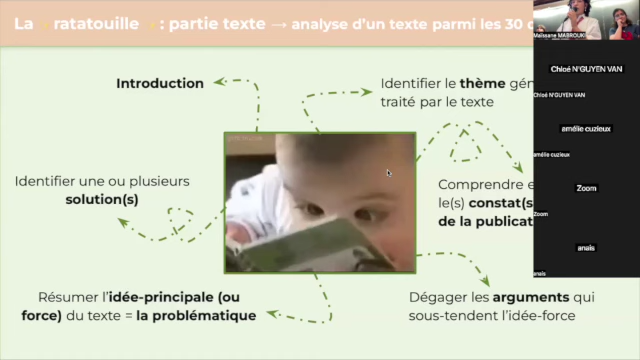 La ratatouille : partie texte → analyse d'un texte parmi les 30
Introduction
Identifier le thème
traité par le texte
Identifier une ou plusieurs
solution(s)
Comprendre
le(s)
de la
Résumer l'idée-principale (ou
force) du texte = la problématique
Dégager les arguments qui
sous-tendent l'idée-force
Maïssane MABROUKI
Chloé N'GUYEN VAN
Chloé N'GUYEN VAN
amélie cuzieux
amélie cuzieux
Zoom
Zoom
anais
anais